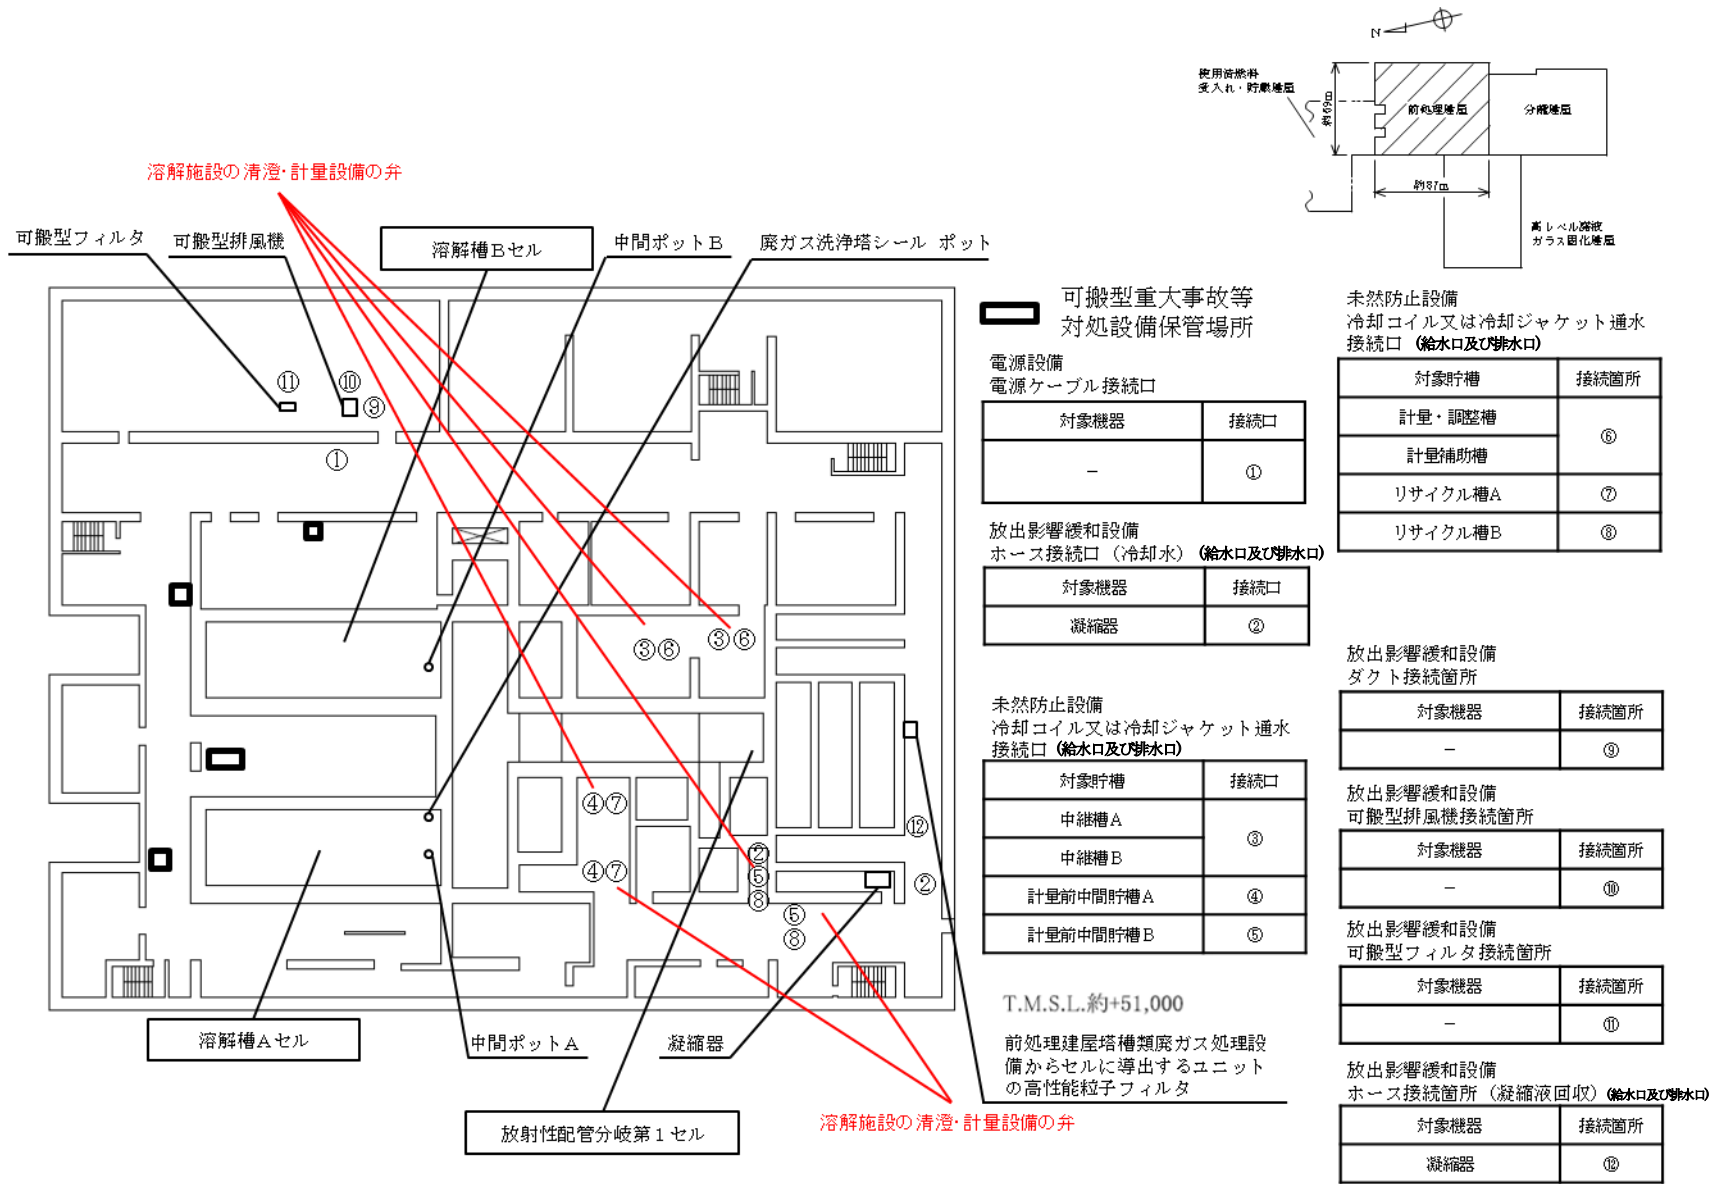 N
使用済燃料
受入れ・貯蔵建屋
約69m
前処理建屋
分離建屋
約87m
高レベル廃液
ガラス固化建屋
溶解施設の清澄・計量設備の弁
可搬型フィルタ
可搬型排風機
溶解槽Bセル
中間ポットB
廃ガス洗浄塔シール ポット
⑪
⑩
⑨
①
③⑥
③⑥
④⑦
④⑦
②
⑤
⑧
⑤
⑧
⑫
②
溶解槽Aセル
中間ポットA
凝縮器
放射性配管分岐第1セル
溶解施設の清澄・計量設備の弁
可搬型重大事故等
対処設備保管場所
電源設備
電源ケーブル接続口
対象機器 接続口
－ ①
放出影響緩和設備
ホース接続口（冷却水）(給水口及び排水口)
対象機器 接続口
凝縮器 ②
未然防止設備
冷却コイル又は冷却ジャケット通水
接続口 (給水口及び排水口)
対象貯槽 接続口
中継槽A ③
中継槽B
計量前中間貯槽A ④
計量前中間貯槽B ⑤
T.M.S.L.約+51,000
前処理建屋塔槽類廃ガス処理設
備からセルに導出するユニット
の高性能粒子フィルタ
未然防止設備
冷却コイル又は冷却ジャケット通水
接続口 (給水口及び排水口)
対象貯槽 接続箇所
計量・調整槽 ⑥
計量補助槽
リサイクル槽A ⑦
リサイクル槽B ⑧
放出影響緩和設備
ダクト接続箇所
対象機器 接続箇所
－ ⑨
放出影響緩和設備
可搬型排風機接続箇所
対象機器 接続箇所
－ ⑩
放出影響緩和設備
可搬型フィルタ接続箇所
対象機器 接続箇所
－ ⑪
放出影響緩和設備
ホース接続箇所（凝縮液回収）(給水口及び排水口)
対象機器 接続箇所
凝縮器 ⑫